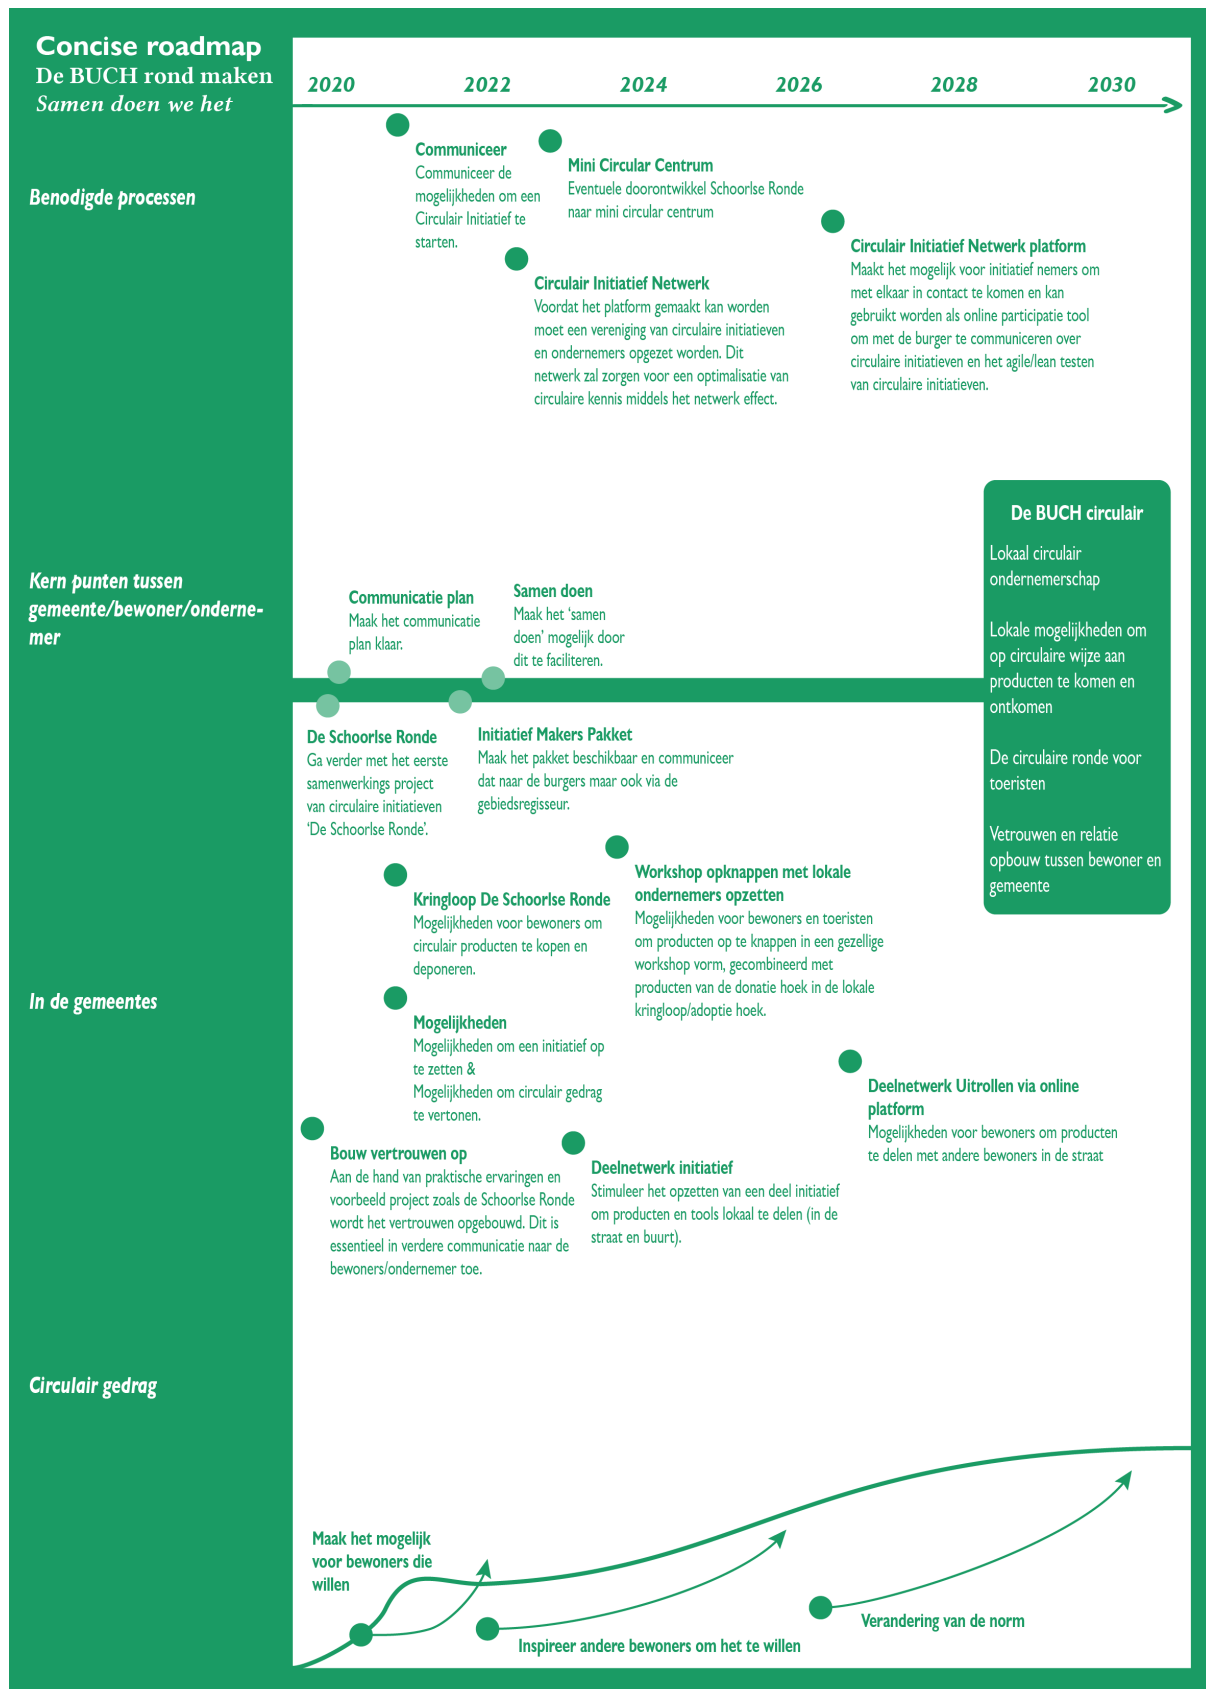 Concise roadmap
De BUCH rond maken
Samen doen we het
2020 2022 2024 2026 2028 2030
Benodigde processen
Communiceer
Communiceer de
mogelijkheden om een
Circulair Initiatief te
starten.
Mini Circular Centrum
Eventuele doorontwikkel Schoorlse Ronde
naar mini circular centrum
Circulair Initiatief Netwerk
Voordat het platform gemaakt kan worden
moet een vereniging van circulaire initiatieven
en ondernemers opgezet worden. Dit
netwerk zal zorgen voor een optimalisatie van
circulaire kennis middels het netwerk effect.
Circulair Initiatief Netwerk platform
Maakt het mogelijk voor initiatief nemers om
met elkaar in contact te komen en kan
gebruikt worden als online participatie tool
om met de burger te communiceren over
circulaire initiatieven en het agile/lean testen
van circulaire initiatieven.
Kern punten tussen
gemeente/bewoner/onderne-
mer
Communicatie plan
Maak het communicatie
plan klaar.
Samen doen
Maak het ‘samen
doen’ mogelijk door
dit te faciliteren.
De BUCH circulair
Lokaal circulair
ondernemerschap
Lokale mogelijkheden om
op circulaire wijze aan
producten te komen en
ontkomen
De circulaire ronde voor
toeristen
Vetrouwen en relatie
opbouw tussen bewoner en
gemeente
De Schoorlse Ronde
Ga verder met het eerste
samenwerkings project
van circulaire initiatieven
‘De Schoorlse Ronde’.
Initiatief Makers Pakket
Maak het pakket beschikbaar en communiceer
dat naar de burgers maar ook via de
gebiedsregisseur.
In de gemeentes
Kringloop De Schoorlse Ronde
Mogelijkheden voor bewoners om
circulair producten te kopen en
deponeren.
Workshop opknappen met lokale
ondernemers opzetten
Mogelijkheden voor bewoners en toeristen
om producten op te knappen in een gezellige
workshop vorm, gecombineerd met
producten van de donatie hoek in de lokale
kringloop/adoptie hoek.
Mogelijkheden
Mogelijkheden om een initiatief op
te zetten &
Mogelijkheden om circulair gedrag
te vertonen.
Deelnetwerk Uitrollen via online
platform
Mogelijkheden voor bewoners om producten
te delen met andere bewoners in de straat
Bouw vertrouwen op
Aan de hand van praktische ervaringen en
voorbeeld project zoals de Schoorlse Ronde
wordt het vertrouwen opgebouwd. Dit is
essentieel in verdere communicatie naar de
bewoners/ondernemer toe.
Deelnetwerk initiatief
Stimuleer het opzetten van een deel initiatief
om producten en tools lokaal te delen (in de
straat en buurt).
Circulair gedrag
Maak het mogelijk
voor bewoners die
willen
Inspireer andere bewoners om het te willen
Verandering van de norm